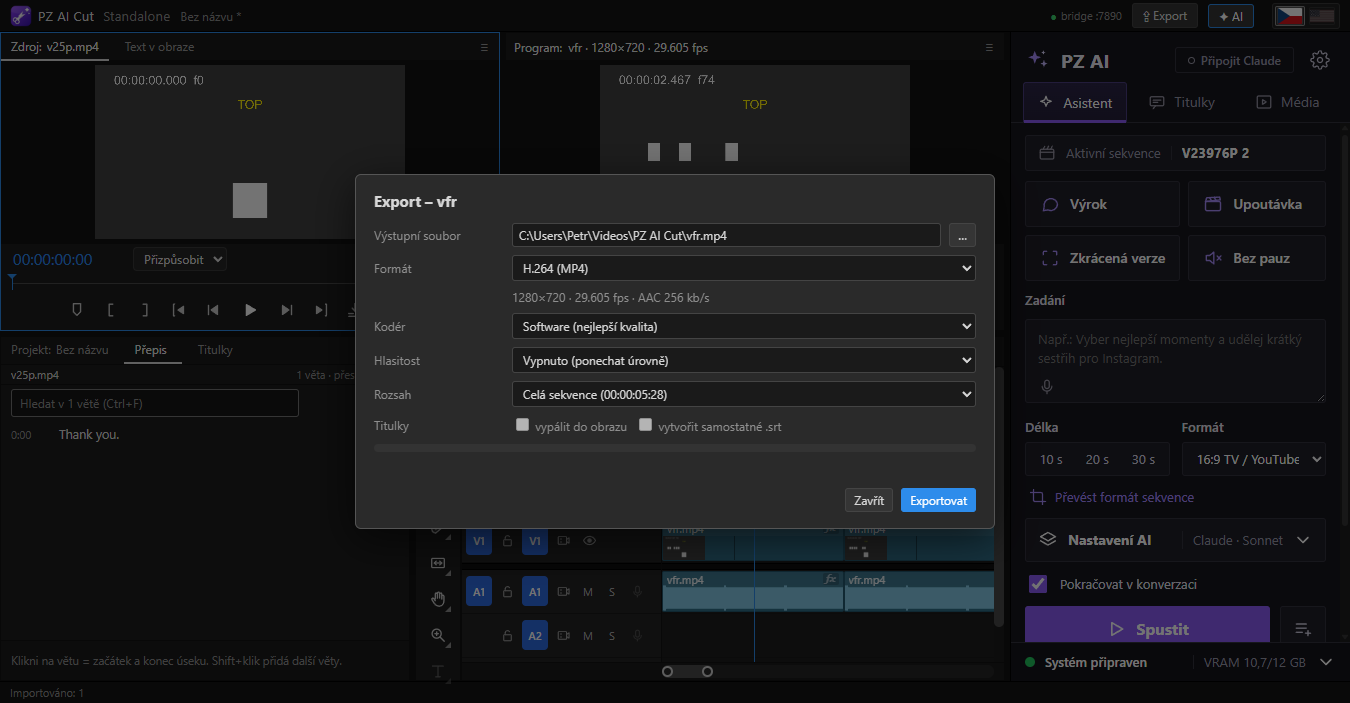 PZ AI Cut Standalone Bez názvu *
bridge :7890
Export
AI
Zdroj: v25p.mp4
Text v obraze
Program: vfr · 1280×720 · 29.605 fps
00:00:00.000 f0
TOP
00:00:02.467 f74
TOP
00:00:00:00
Přizpůsobit
Projekt: Bez názvu
Přepis
Titulky
v25p.mp4
1 věta · přes
Hledat v 1 větě (Ctrl+F)
0:00 Thank you.
Klikni na větu = začátek a konec úseku. Shift+klik přidá další věty.
Importováno: 1
Export – vfr
Výstupní soubor
C:\Users\Petr\Videos\PZ AI Cut\vfr.mp4
...
Formát
H.264 (MP4)
1280×720 · 29.605 fps · AAC 256 kb/s
Kodér
Software (nejlepší kvalita)
Hlasitost
Vypnuto (ponechat úrovně)
Rozsah
Celá sekvence (00:00:05:28)
Titulky
vypálit do obrazu
vytvořit samostatné .srt
Zavřít
Exportovat
V1 V1
vfr.mp4 fx vfr.mp4
A1 A1 M S
vfr.mp4 fx vfr.mp4
A2 M S
PZ AI
Připojit Claude
Asistent
Titulky
Média
Aktivní sekvence
V23976P 2
Výrok
Upoutávka
Zkrácená verze
Bez pauz
Zadání
Např.: Vyber nejlepší momenty a udělej krátký
sestřih pro Instagram.
Délka
Formát
10 s 20 s 30 s
16:9 TV / YouTube
Převést formát sekvence
Nastavení AI
Claude · Sonnet
Pokračovat v konverzaci
Spustit
Systém připraven
VRAM 10,7/12 GB